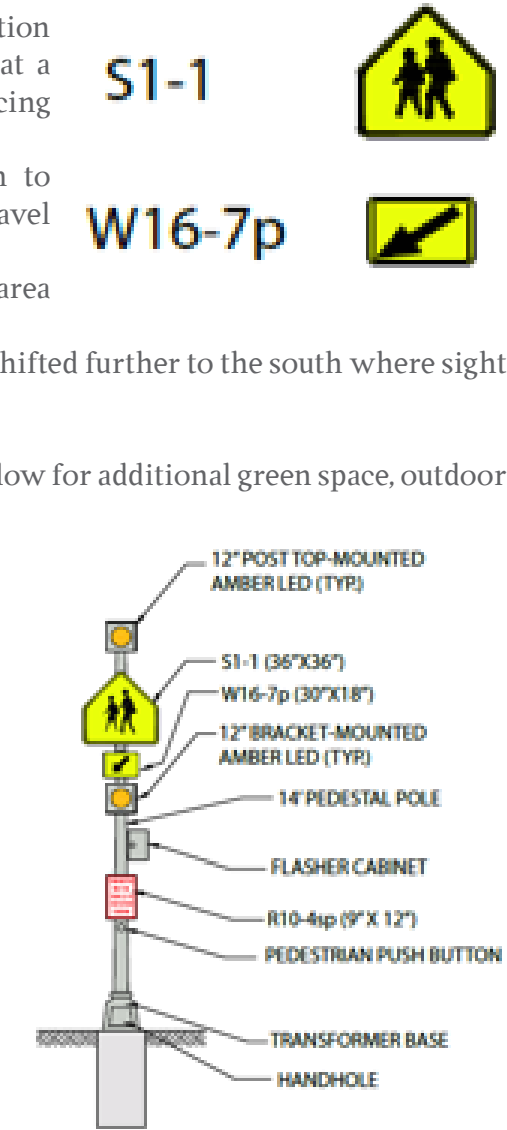 tion
at a
S1-1
cing
n to
avel
W16-7p
area
hifted further to the south where sight
low for additional green space, outdoor
12" POST TOP-MOUNTED
AMBER LED (TYP.)
S1-1 (36"X36")
W16-7p (30"X18")
12" BRACKET-MOUNTED
AMBER LED (TYP.)
14' PEDESTAL POLE
FLASHER CABINET
R10-4sp (9" X 12")
PEDESTRIAN PUSH BUTTON
TRANSFORMER BASE
HANDHOLE